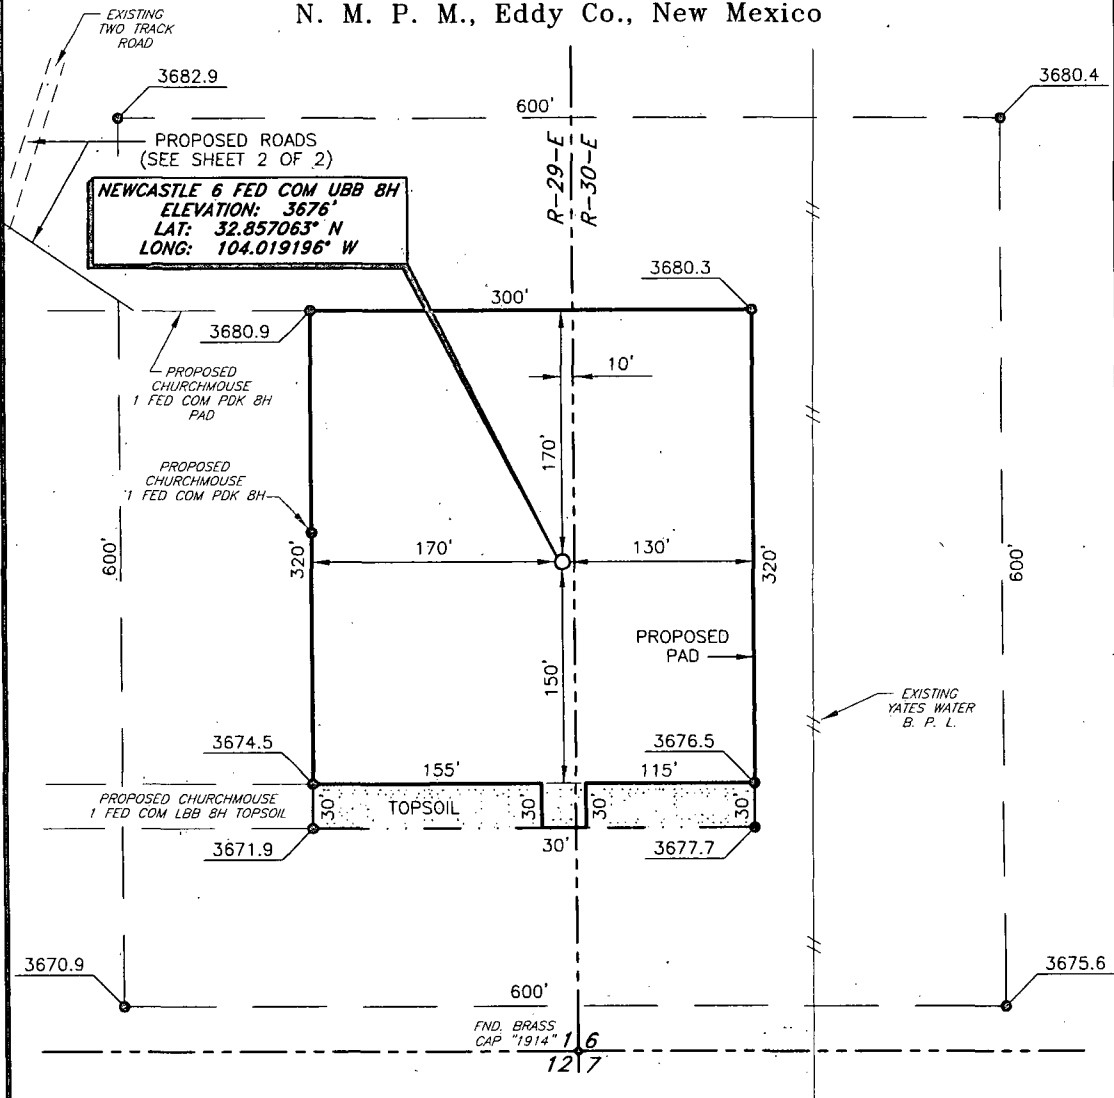 N. M. P. M., Eddy Co., New Mexico
EXISTING
TWO TRACK
ROAD
3682.9
3680.4
600'
PROPOSED ROADS
(SEE SHEET 2 OF 2)
R-29-E
R-30-E
NEWCASTLE 6 FED COM UBB 8H
ELEVATION: 3676'
LAT: 32.857063° N
LONG: 104.019196° W
3680.3
300'
3680.9
10'
PROPOSED
CHURCHMOUSE
1 FED COM PDK 8H
PAD
170'
PROPOSED
CHURCHMOUSE
1 FED COM PDK 8H
600'
320'
170'
130'
320'
600'
PROPOSED
PAD
150'
EXISTING
YATES WATER
B. P. L.
3674.5
3676.5
155'
115'
PROPOSED CHURCHMOUSE
1 FED COM LBB 8H TOPSOIL
30'
TOPSOIL
30'
30'
30'
30'
3671.9
3677.7
3670.9
3675.6
600'
FND. BRASS
CAP "1914"
1 6
12 7